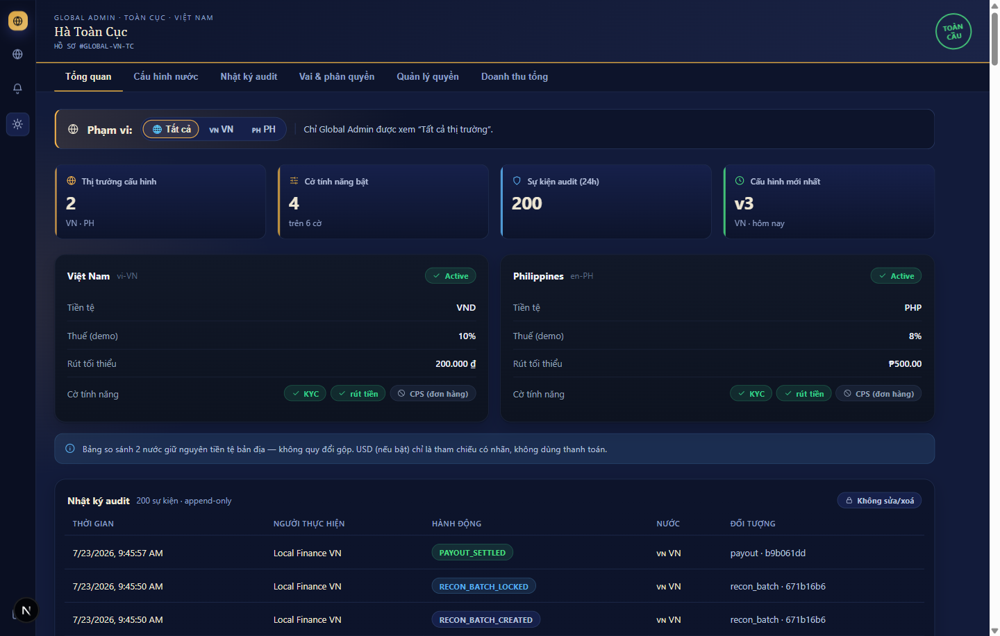 GLOBAL ADMIN · TOÀN CỤC · VIỆT NAM
Hà Toàn Cục
HỒ SƠ #GLOBAL-VN-TC
TOÀN CẦU
Tổng quan
Cấu hình nước
Nhật ký audit
Vai & phân quyền
Quản lý quyền
Doanh thu tổng
Phạm vi:
Tất cả
VN VN
PH PH
Chỉ Global Admin được xem “Tất cả thị trường”.
Thị trường cấu hình
2
VN · PH
Cờ tính năng bật
4
trên 6 cờ
Sự kiện audit (24h)
200
Cấu hình mới nhất
v3
VN · hôm nay
Việt Nam vi-VN
Active
Tiền tệ VND
Thuế (demo) 10%
Rút tối thiểu 200.000 ₫
Cờ tính năng KYC rút tiền CPS (đơn hàng)
Philippines en-PH
Active
Tiền tệ PHP
Thuế (demo) 8%
Rút tối thiểu ₱500.00
Cờ tính năng KYC rút tiền CPS (đơn hàng)
Bảng so sánh 2 nước giữ nguyên tiền tệ bản địa — không quy đổi gộp. USD (nếu bật) chỉ là tham chiếu có nhãn, không dùng thanh toán.
Nhật ký audit 200 sự kiện · append-only
Không sửa/xoá
THỜI GIAN NGƯỜI THỰC HIỆN HÀNH ĐỘNG NƯỚC ĐỐI TƯỢNG
7/23/2026, 9:45:57 AM Local Finance VN PAYOUT_SETTLED VN VN payout · b9b061dd
7/23/2026, 9:45:50 AM Local Finance VN RECON_BATCH_LOCKED VN VN recon_batch · 671b16b6
7/23/2026, 9:45:50 AM Local Finance VN RECON_BATCH_CREATED VN VN recon_batch · 671b16b6
N